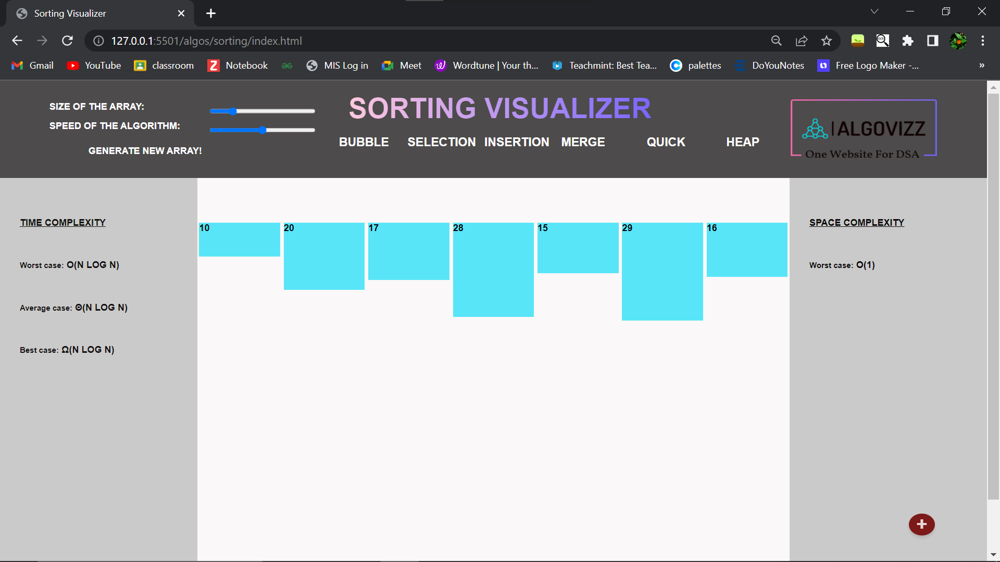 Sorting Visualizer
127.0.0.1:5501/algos/sorting/index.html
Gmail YouTube classroom Notebook MIS Log in Meet Wordtune | Your th... Teachmint: Best Tea... palettes DoYouNotes Free Logo Maker -... »
SIZE OF THE ARRAY:
SPEED OF THE ALGORITHM:
GENERATE NEW ARRAY!
SORTING VISUALIZER
BUBBLE SELECTION INSERTION MERGE QUICK HEAP
ALGOVIZZ
One Website For DSA
TIME COMPLEXITY
Worst case: O(N LOG N)
Average case: Θ(N LOG N)
Best case: Ω(N LOG N)
10 20 17 28 15 29 16
SPACE COMPLEXITY
Worst case: O(1)
+